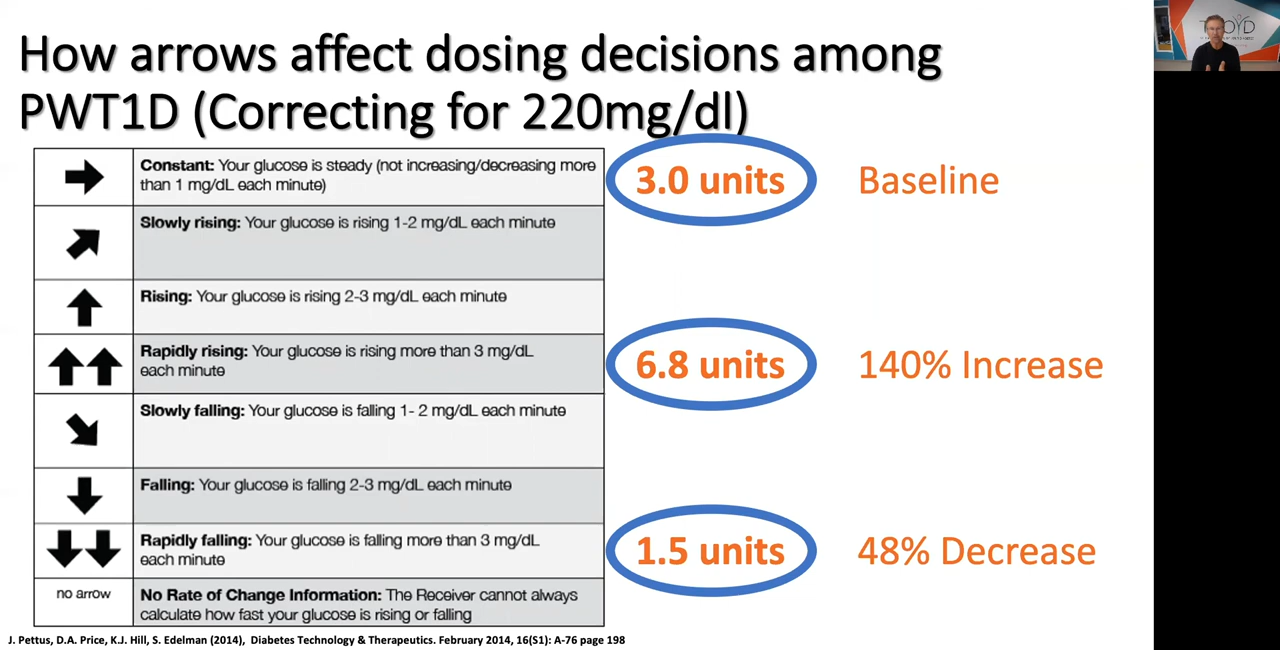 How arrows affect dosing decisions among
PWT1D (Correcting for 220mg/dl)
Constant: Your glucose is steady (not increasing/decreasing more
than 1 mg/dL each minute)
3.0 units
Baseline
Slowly rising: Your glucose is rising 1-2 mg/dL each minute
Rising: Your glucose is rising 2-3 mg/dL each minute
Rapidly rising: Your glucose is rising more than 3 mg/dL
each minute
6.8 units
140% Increase
Slowly falling: Your glucose is falling 1- 2 mg/dL each minute
Falling: Your glucose is falling 2-3 mg/dL each minute
Rapidly falling: Your glucose is falling more than 3 mg/dL
each minute
1.5 units
48% Decrease
no arrow
No Rate of Change Information: The Receiver cannot always
calculate how fast your glucose is rising or falling
J. Pettus, D.A. Price, K.J. Hill, S. Edelman (2014), Diabetes Technology & Therapeutics. February 2014, 16(S1): A-76 page 198